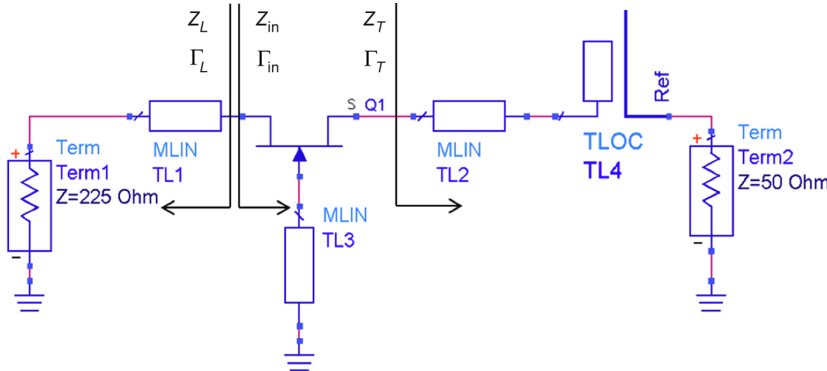 Z_L Z_in Z_T
Γ_L Γ_in Γ_T
S Q1
Ref
+ Term
Term1
Z=225 Ohm
−
MLIN
TL1
MLIN
TL2
TLOC
TL4
+ Term
Term2
Z=50 Ohm
−
MLIN
TL3